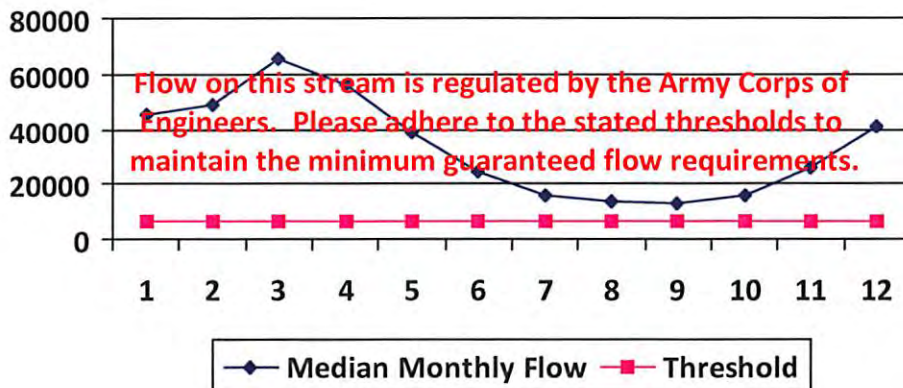 80000
60000
40000
20000
0
Flow on this stream is regulated by the Army Corps of
Engineers. Please adhere to the stated thresholds to
maintain the minimum guaranteed flow requirements.
1 2 3 4 5 6 7 8 9 10 11 12
Median Monthly Flow Threshold